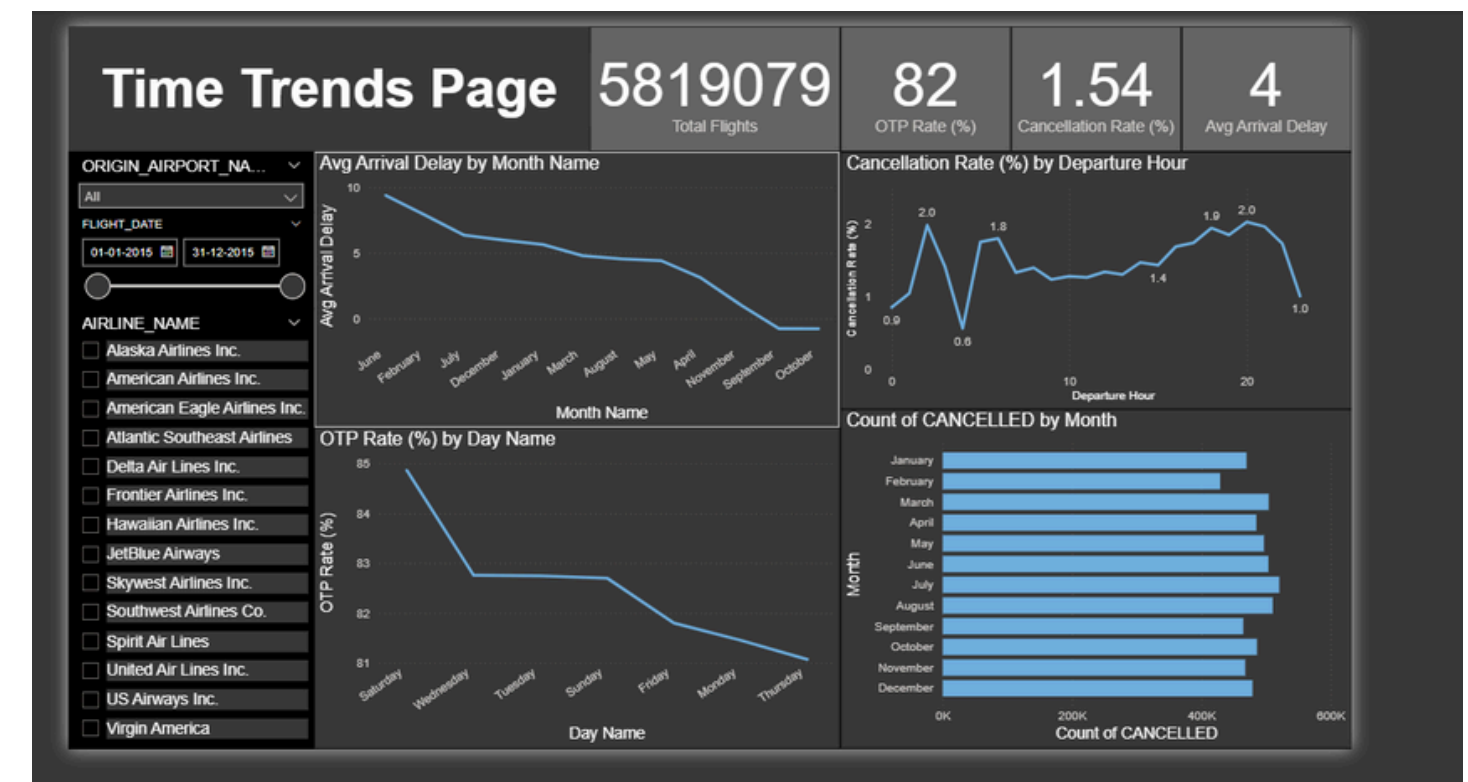 Time Trends Page
5819079
Total Flights
82
OTP Rate (%)
1.54
Cancellation Rate (%)
4
Avg Arrival Delay
ORIGIN_AIRPORT_NA...
All
FLIGHT_DATE
01-01-2015
31-12-2015
AIRLINE_NAME
Alaska Airlines Inc.
American Airlines Inc.
American Eagle Airlines Inc.
Atlantic Southeast Airlines
Delta Air Lines Inc.
Frontier Airlines Inc.
Hawaiian Airlines Inc.
JetBlue Airways
Skywest Airlines Inc.
Southwest Airlines Co.
Spirit Air Lines
United Air Lines Inc.
US Airways Inc.
Virgin America
Avg Arrival Delay by Month Name
Avg Arrival Delay
10
5
0
June
February
July
December
January
March
August
May
April
November
September
October
Month Name
Cancellation Rate (%) by Departure Hour
Cancellation Rate (%)
2
1
0
0.9
2.0
0.6
1.8
1.4
1.9
2.0
1.0
0
10
20
Departure Hour
OTP Rate (%) by Day Name
OTP Rate (%)
85
84
83
82
81
Saturday
Wednesday
Tuesday
Sunday
Friday
Monday
Thursday
Day Name
Count of CANCELLED by Month
Month
January
February
March
April
May
June
July
August
September
October
November
December
0K
200K
400K
600K
Count of CANCELLED